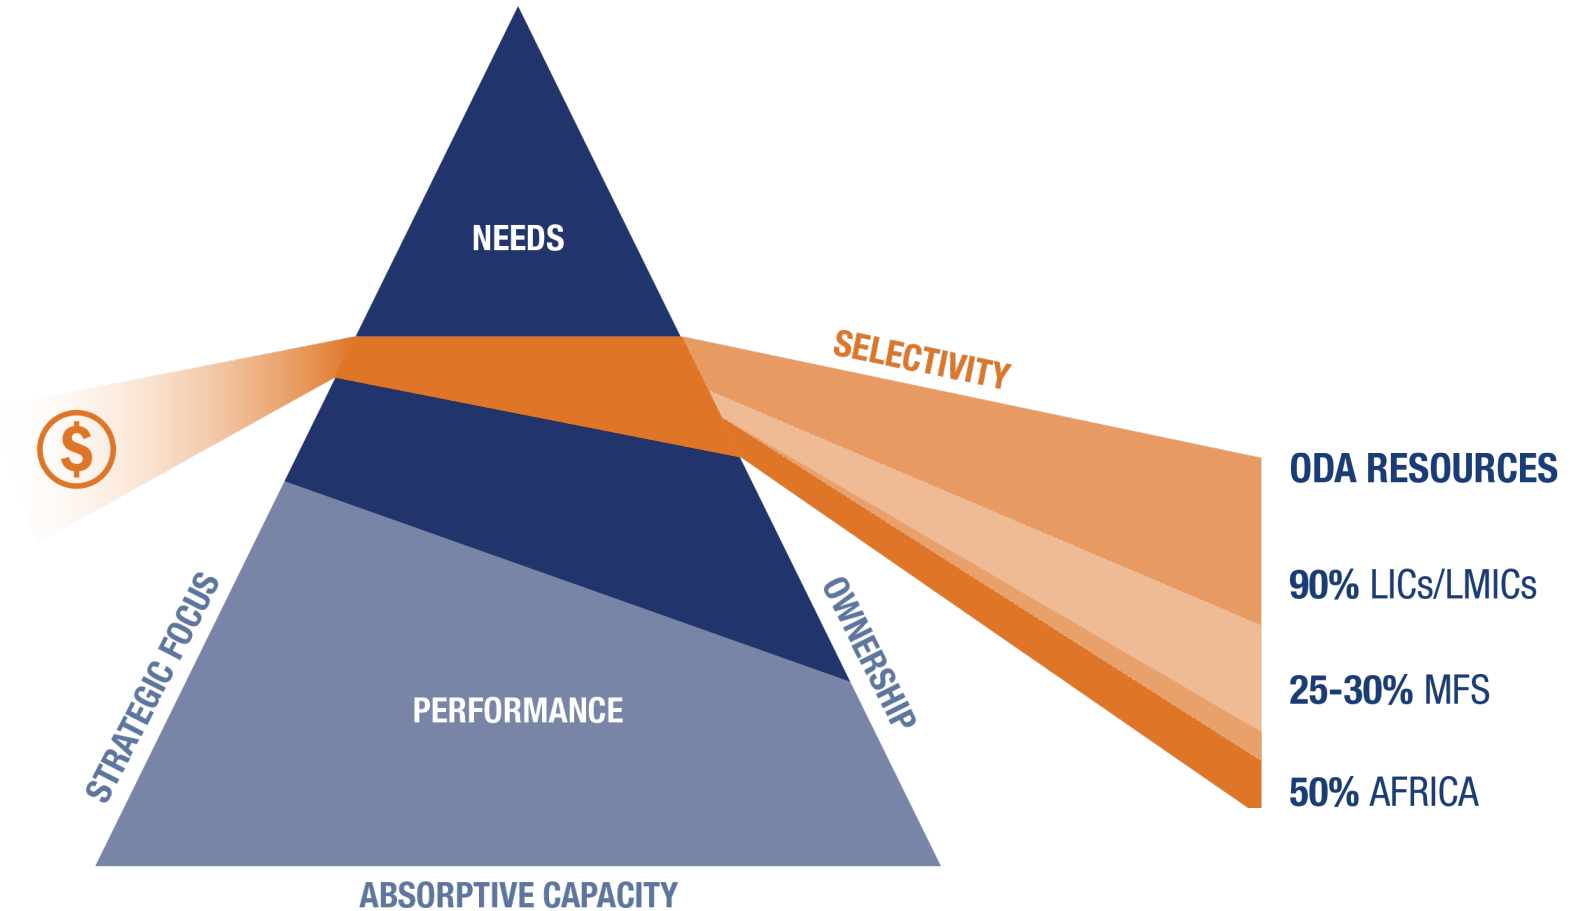 NEEDS
$
SELECTIVITY
ODA RESOURCES
90% LICs/LMICs
25-30% MFS
50% AFRICA
STRATEGIC FOCUS
OWNERSHIP
PERFORMANCE
ABSORPTIVE CAPACITY